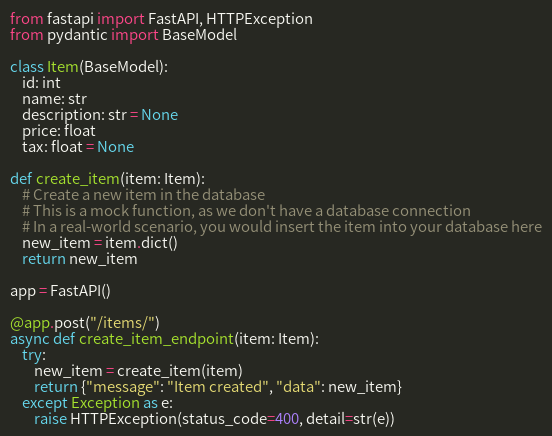 from fastapi import FastAPI, HTTPException
from pydantic import BaseModel

class Item(BaseModel):
    id: int
    name: str
    description: str = None
    price: float
    tax: float = None

def create_item(item: Item):
    # Create a new item in the database
    # This is a mock function, as we don't have a database connection
    # In a real-world scenario, you would insert the item into your database here
    new_item = item.dict()
    return new_item

app = FastAPI()

@app.post("/items/")
async def create_item_endpoint(item: Item):
    try:
        new_item = create_item(item)
        return {"message": "Item created", "data": new_item}
    except Exception as e:
        raise HTTPException(status_code=400, detail=str(e))